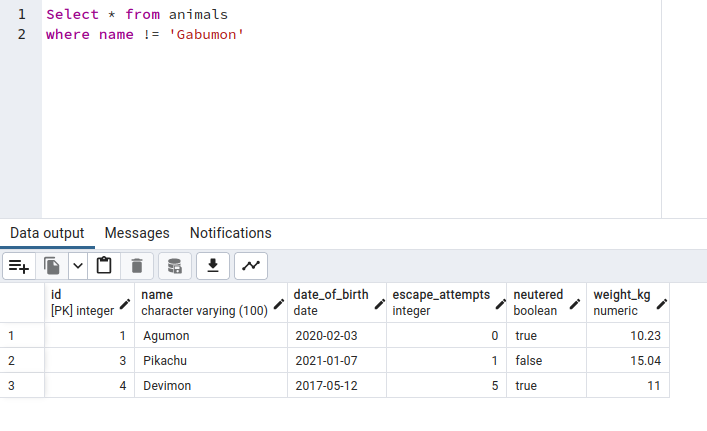 1 Select * from animals
2 where name != 'Gabumon'
Data output Messages Notifications
id name date_of_birth escape_attempts neutered weight_kg
[PK] integer character varying (100) date integer boolean numeric
1 1 Agumon 2020-02-03 0 true 10.23
2 3 Pikachu 2021-01-07 1 false 15.04
3 4 Devimon 2017-05-12 5 true 11